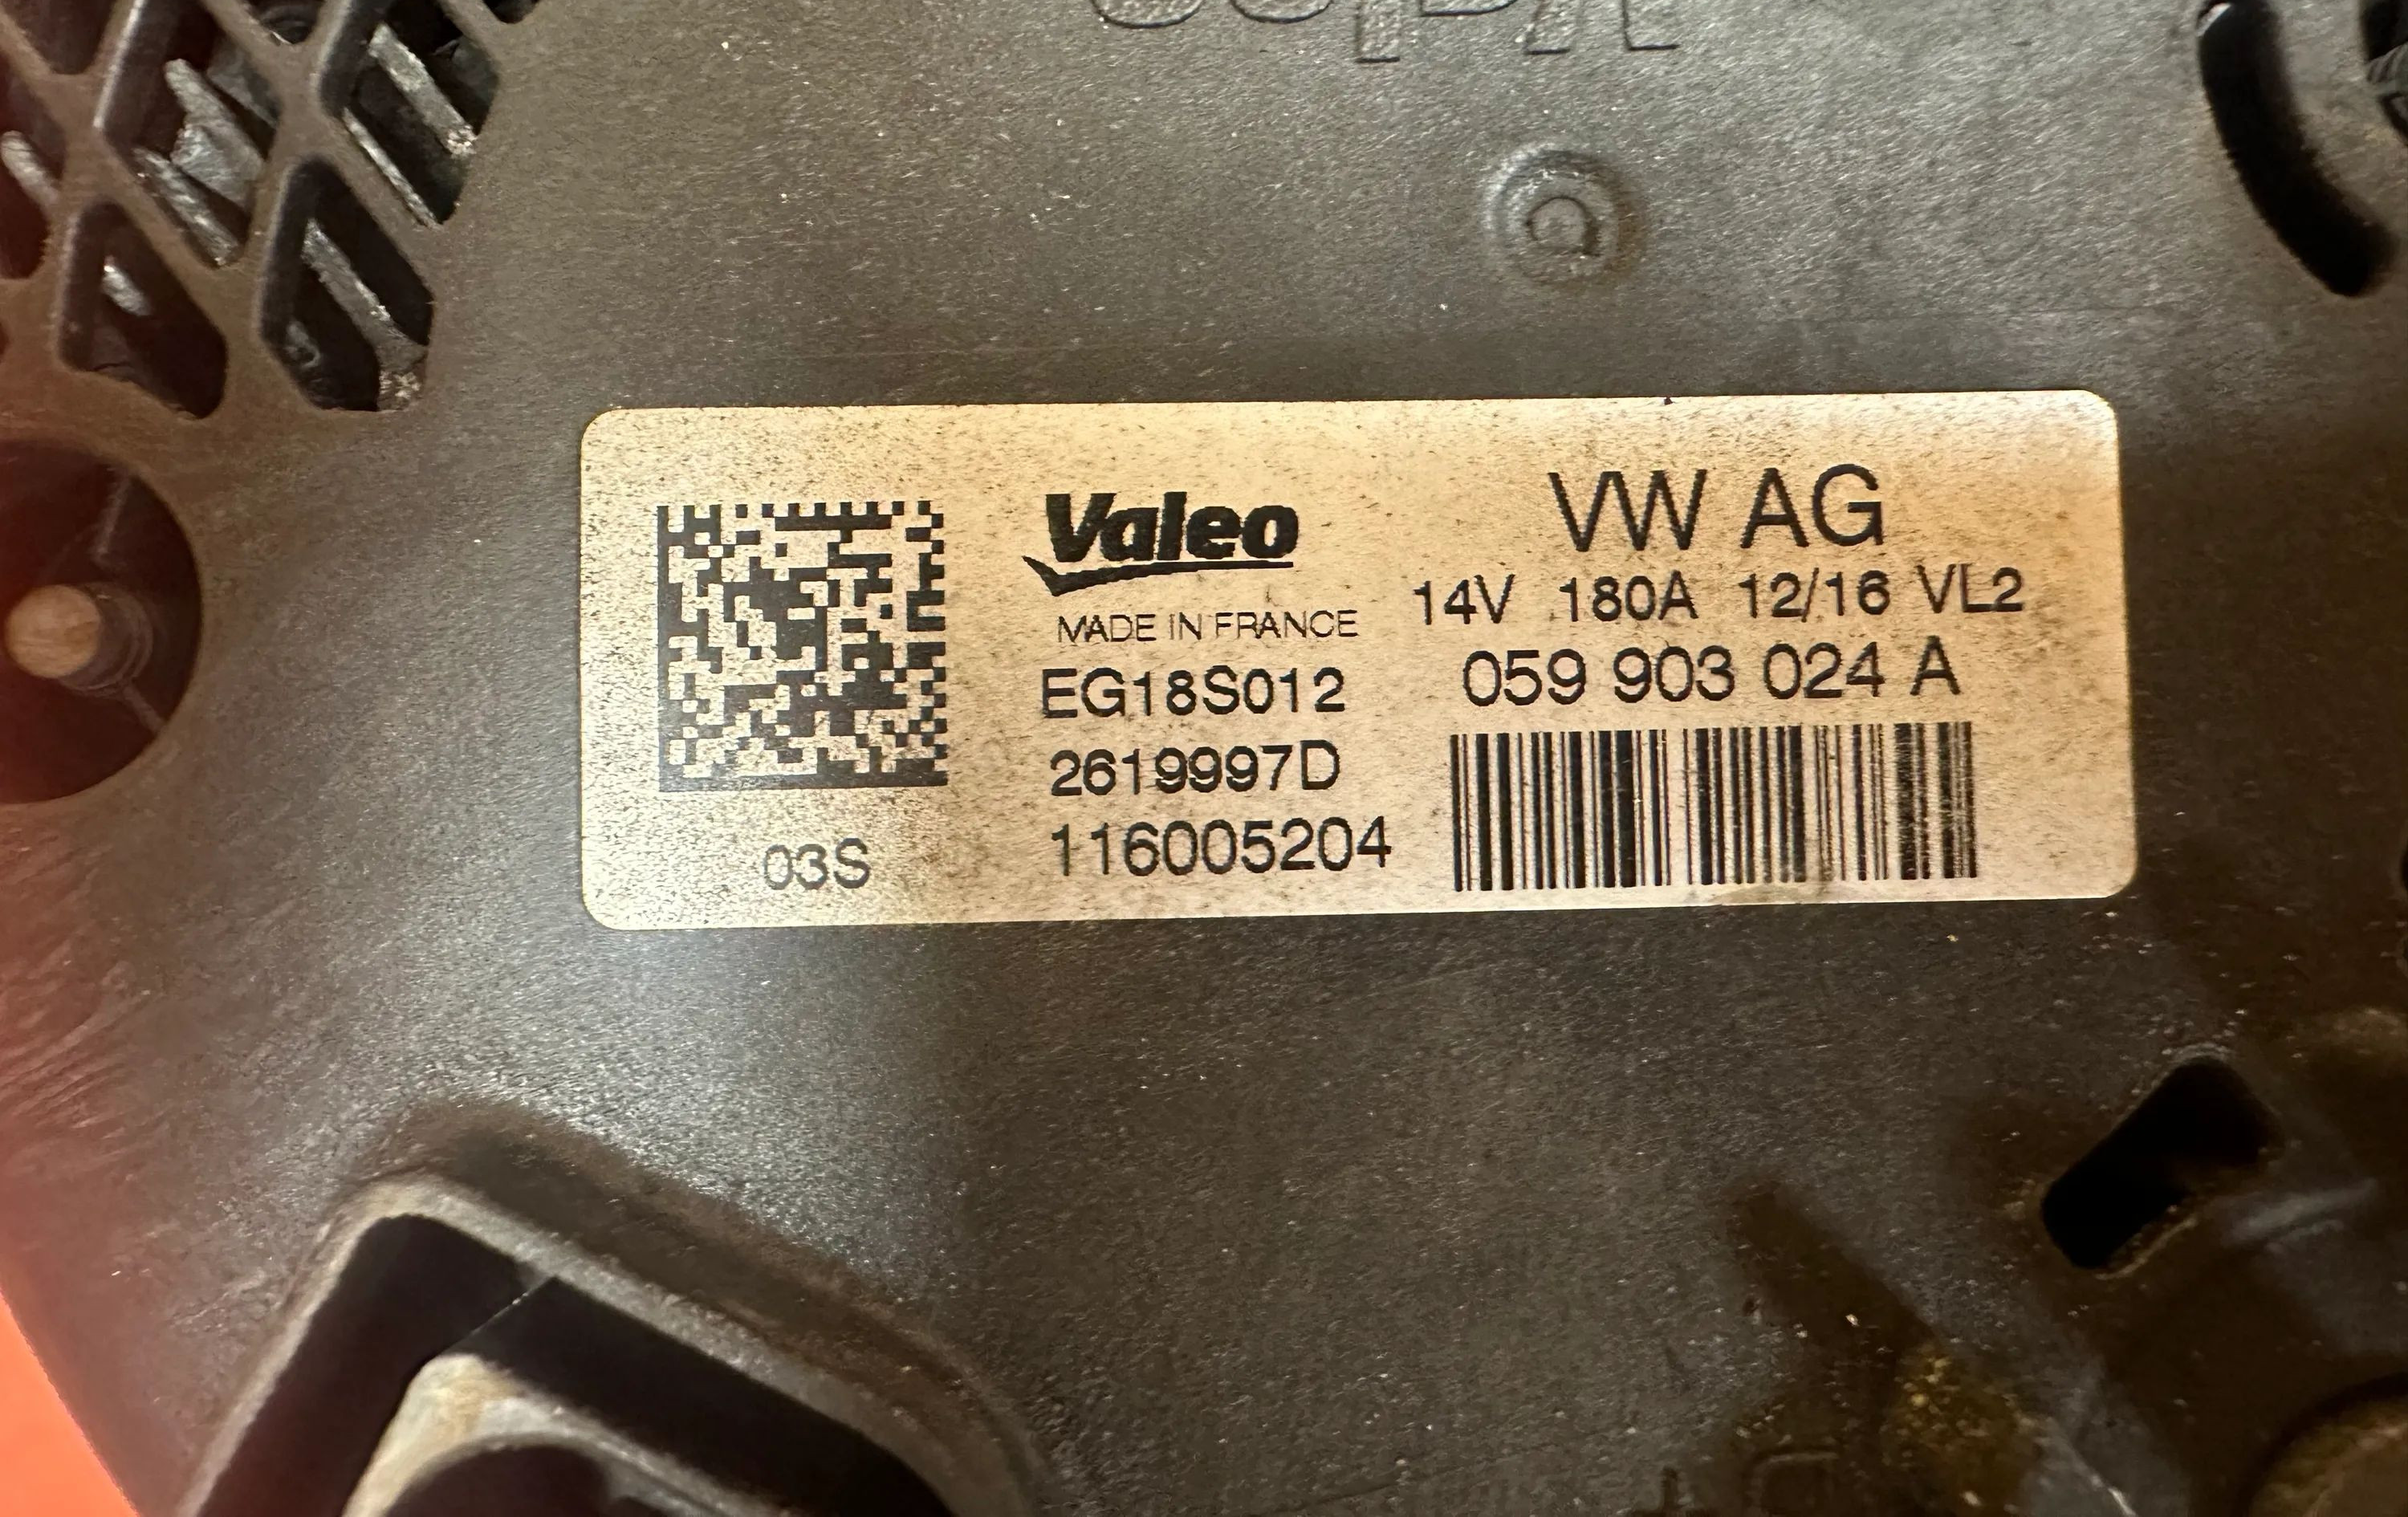 Valeo
MADE IN FRANCE
EG18S012
2619997D
116005204
03S
VW AG
14V 180A 12/16 VL2
059 903 024 A